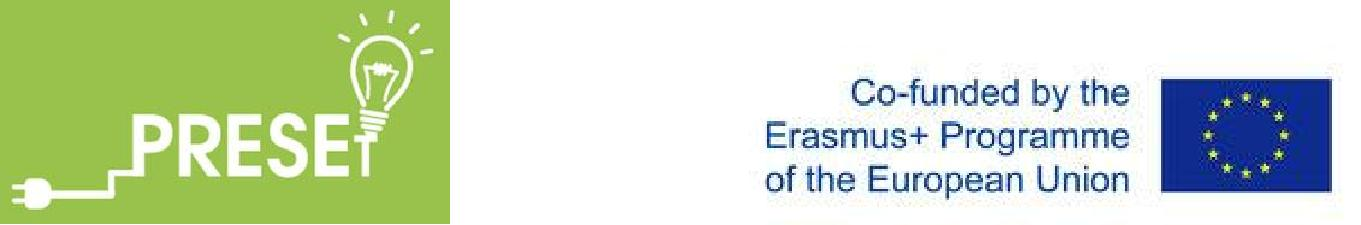 PRESET
Co-funded by the
Erasmus+ Programme
of the European Union